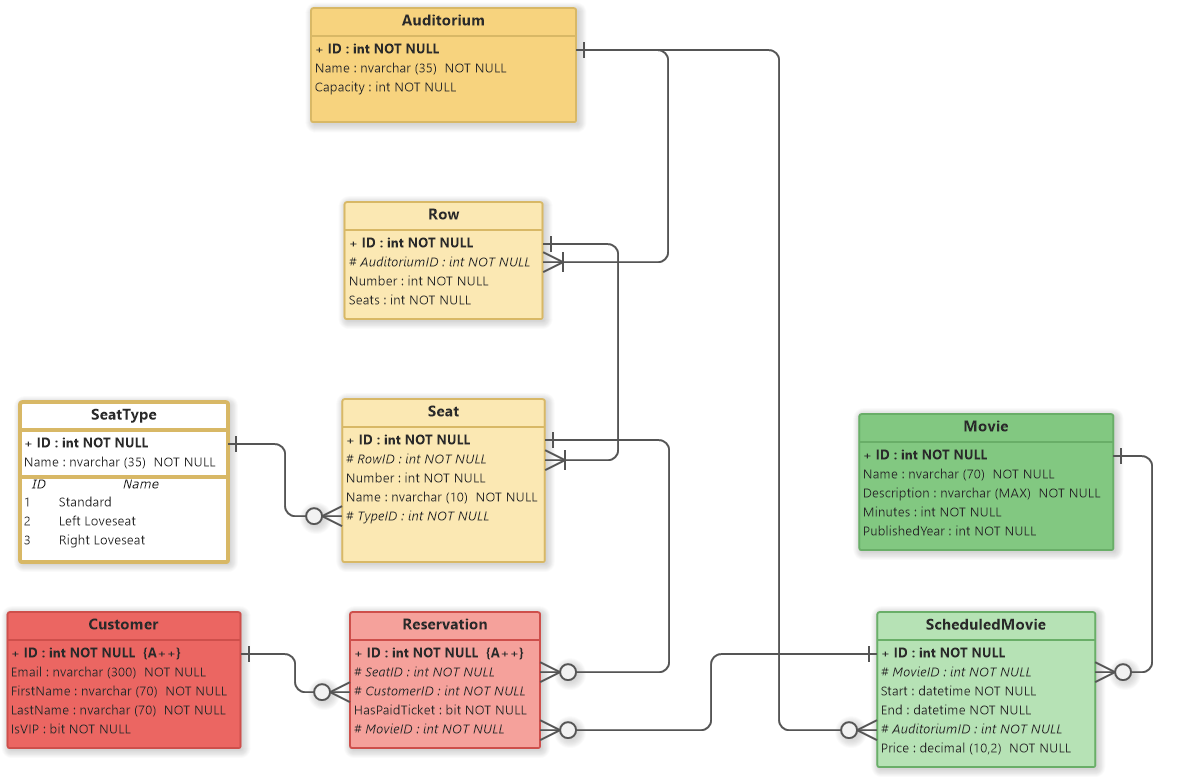 Auditorium
+ ID : int NOT NULL
Name : nvarchar (35)  NOT NULL
Capacity : int NOT NULL
Row
+ ID : int NOT NULL
# AuditoriumID : int NOT NULL
Number : int NOT NULL
Seats : int NOT NULL
SeatType
+ ID : int NOT NULL
Name : nvarchar (35)  NOT NULL
ID Name
1 Standard
2 Left Loveseat
3 Right Loveseat
Seat
+ ID : int NOT NULL
# RowID : int NOT NULL
Number : int NOT NULL
Name : nvarchar (10)  NOT NULL
# TypeID : int NOT NULL
Movie
+ ID : int NOT NULL
Name : nvarchar (70)  NOT NULL
Description : nvarchar (MAX)  NOT NULL
Minutes : int NOT NULL
PublishedYear : int NOT NULL
Customer
+ ID : int NOT NULL  {A++}
Email : nvarchar (300)  NOT NULL
FirstName : nvarchar (70)  NOT NULL
LastName : nvarchar (70)  NOT NULL
IsVIP : bit NOT NULL
Reservation
+ ID : int NOT NULL  {A++}
# SeatID : int NOT NULL
# CustomerID : int NOT NULL
HasPaidTicket : bit NOT NULL
# MovieID : int NOT NULL
ScheduledMovie
+ ID : int NOT NULL
# MovieID : int NOT NULL
Start : datetime NOT NULL
End : datetime NOT NULL
# AuditoriumID : int NOT NULL
Price : decimal (10,2)  NOT NULL